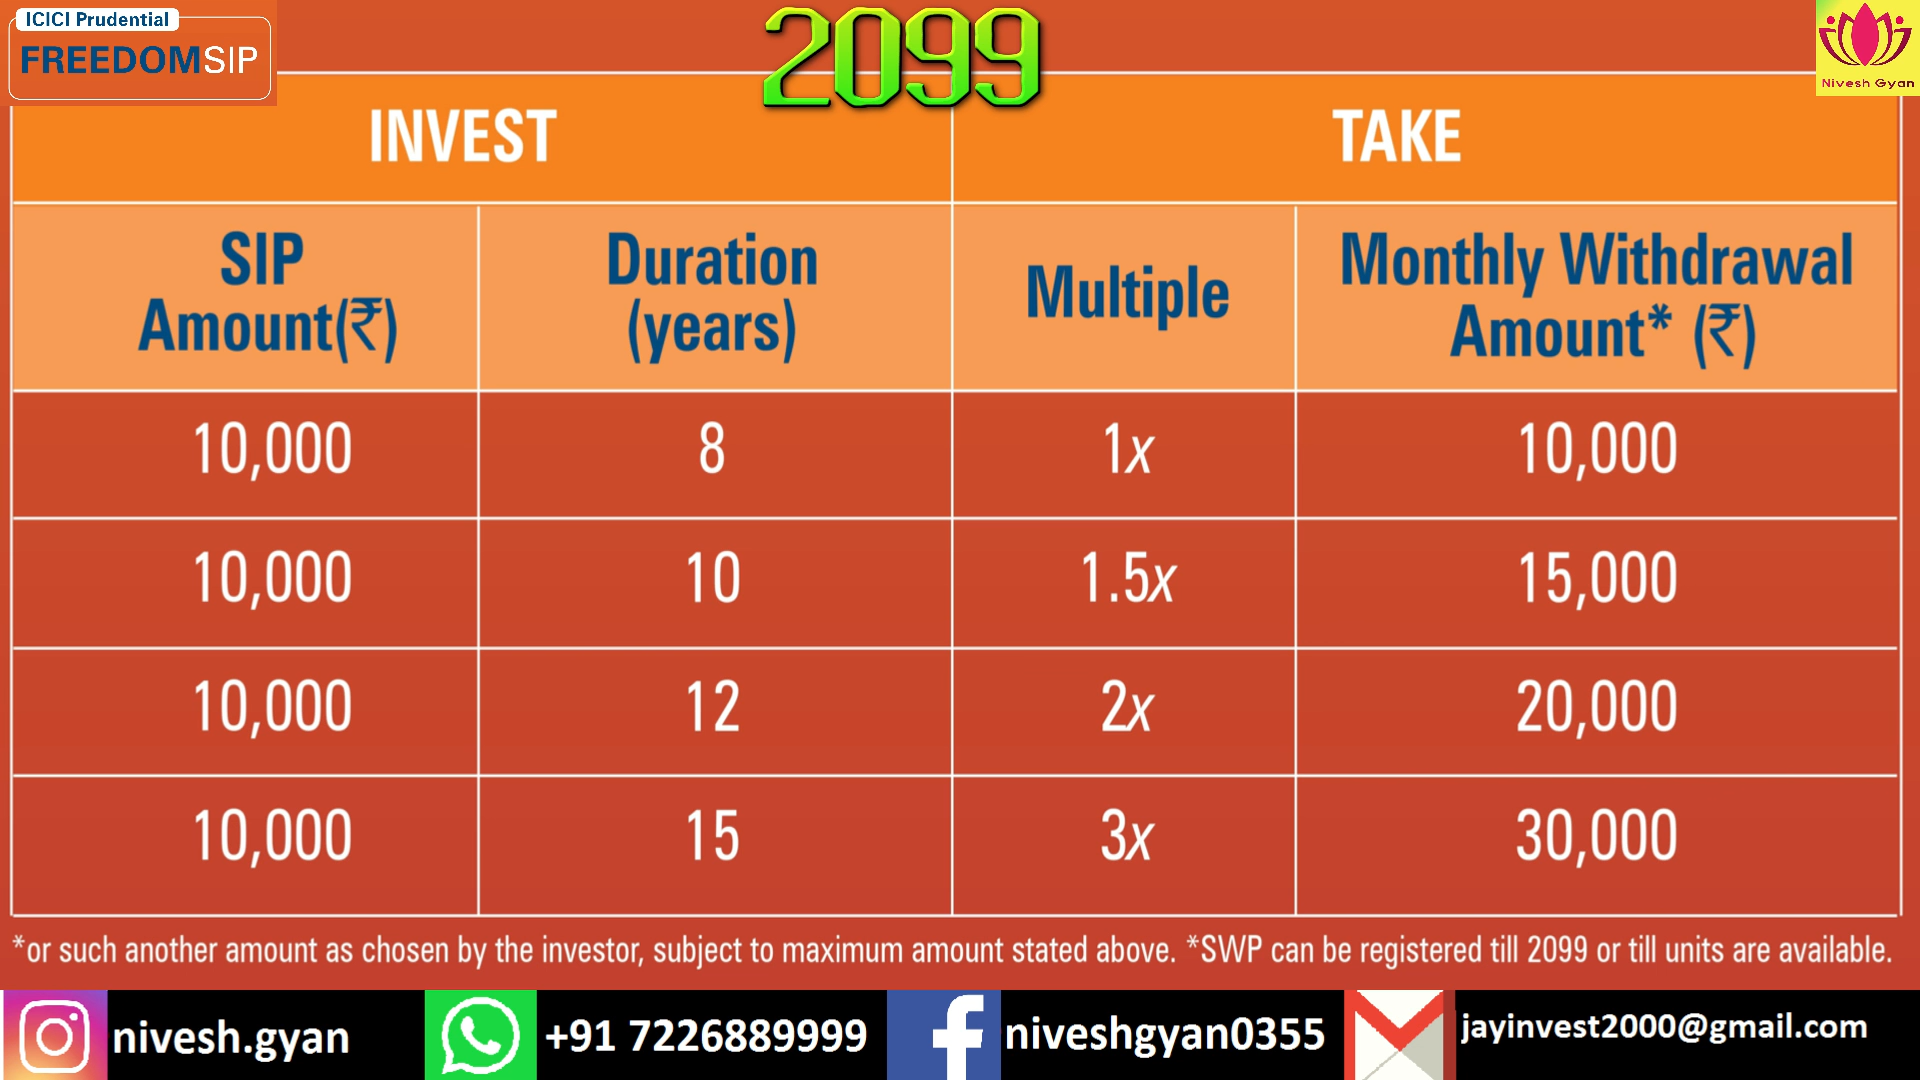 ICICI Prudential
FREEDOMSIP
2099
Nivesh Gyan
INVEST
TAKE
SIP
Amount(₹)
Duration
(years)
Multiple
Monthly Withdrawal
Amount* (₹)
10,000
8
1x
10,000
10,000
10
1.5x
15,000
10,000
12
2x
20,000
10,000
15
3x
30,000
*or such another amount as chosen by the investor, subject to maximum amount stated above. *SWP can be registered till 2099 or till units are available.
nivesh.gyan
+91 7226889999
niveshgyan0355
jayinvest2000@gmail.com